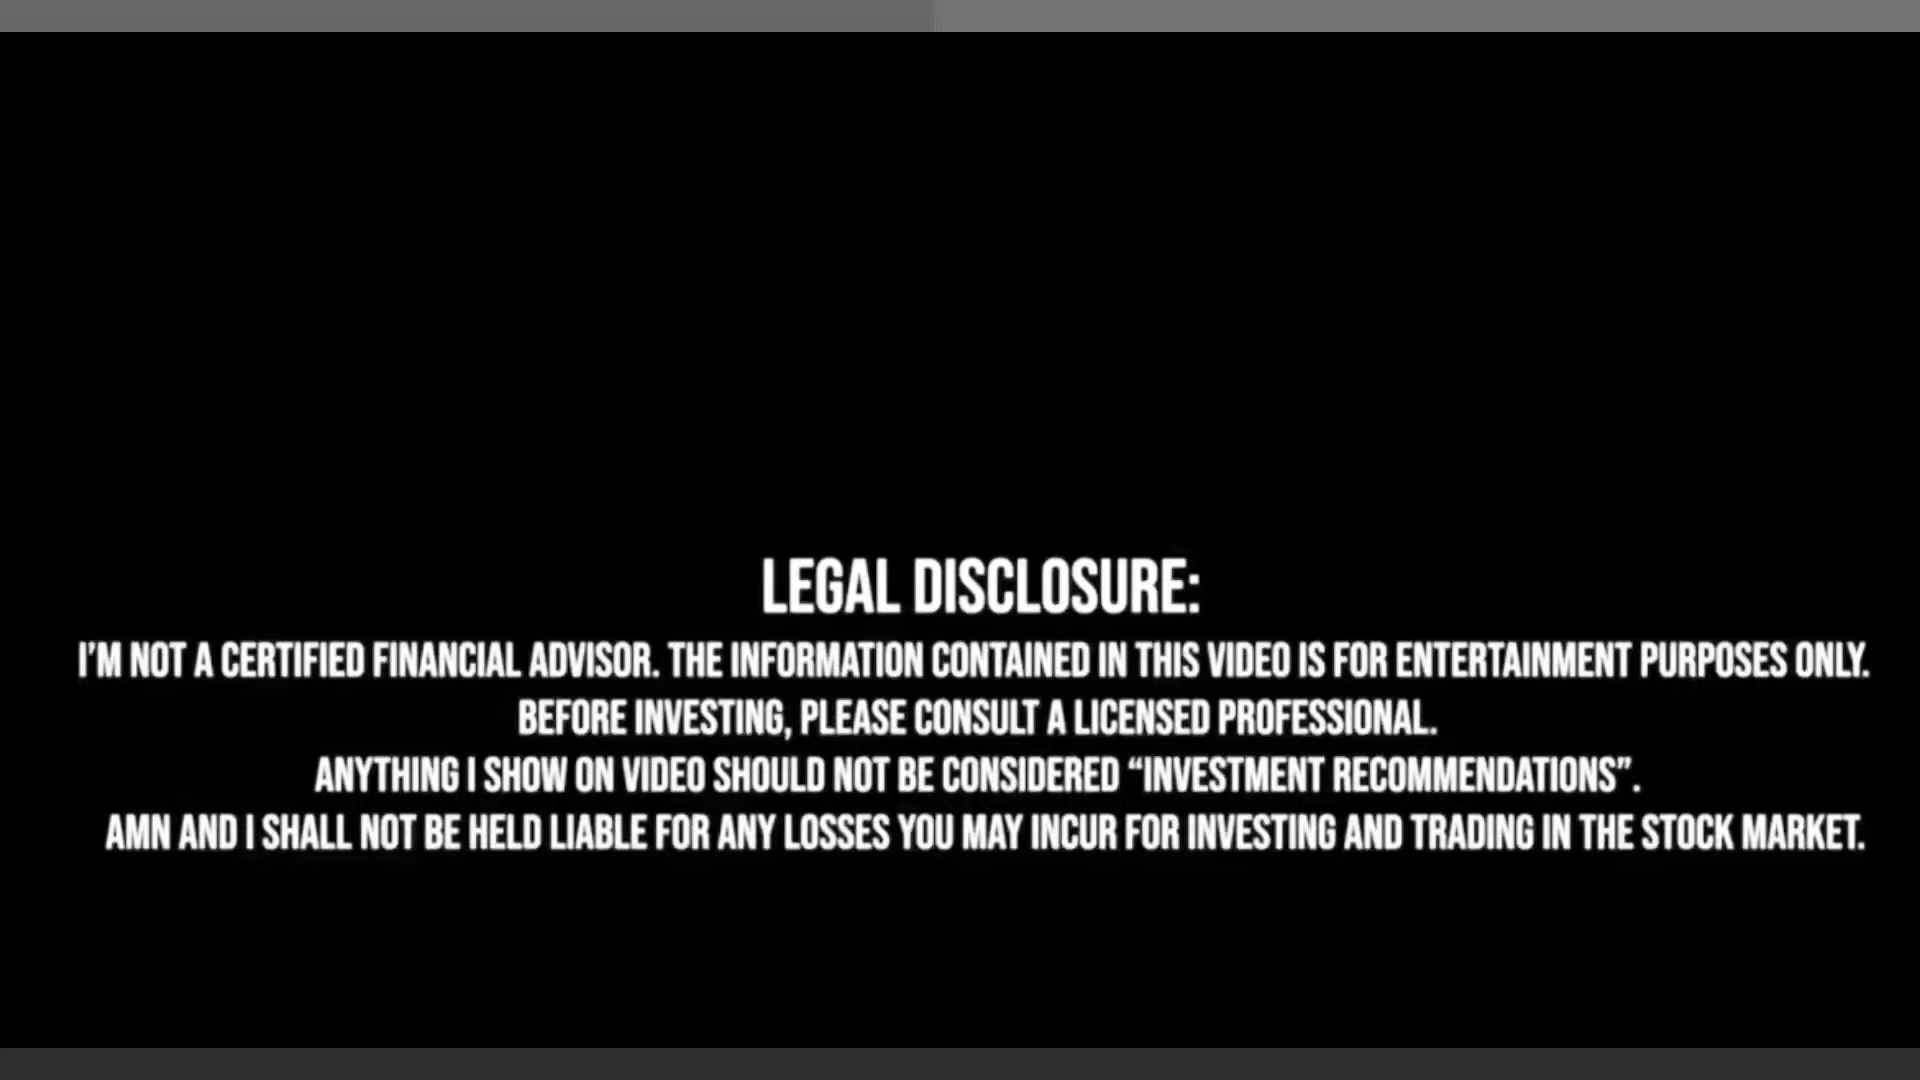 LEGAL DISCLOSURE:
I’M NOT A CERTIFIED FINANCIAL ADVISOR. THE INFORMATION CONTAINED IN THIS VIDEO IS FOR ENTERTAINMENT PURPOSES ONLY.
BEFORE INVESTING, PLEASE CONSULT A LICENSED PROFESSIONAL.
ANYTHING I SHOW ON VIDEO SHOULD NOT BE CONSIDERED “INVESTMENT RECOMMENDATIONS”.
AMN AND I SHALL NOT BE HELD LIABLE FOR ANY LOSSES YOU MAY INCUR FOR INVESTING AND TRADING IN THE STOCK MARKET.